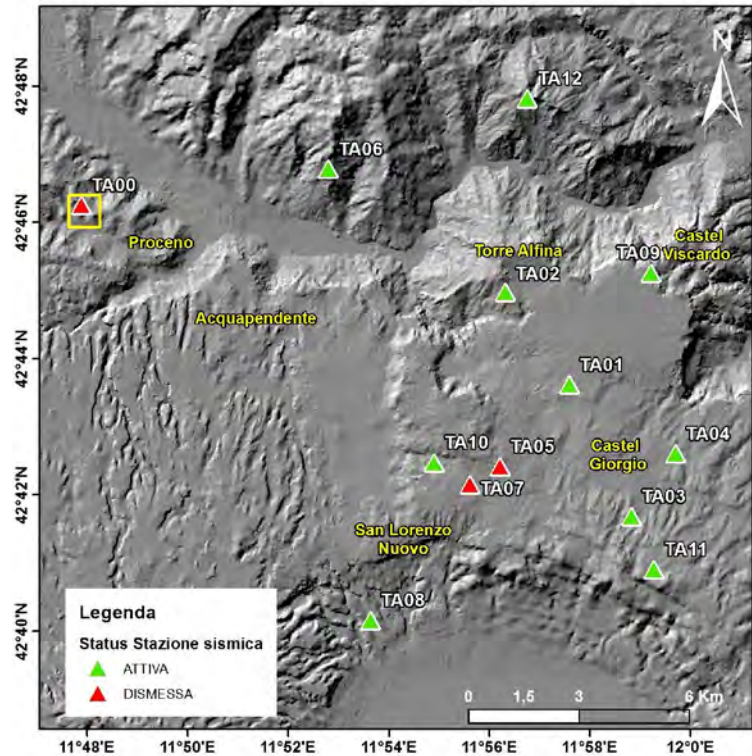 N
42°48'N
42°46'N
42°44'N
42°42'N
42°40'N
TA12
TA06
TA00
Proceno
Torre Alfina
TA02
TA09
Castel
Viscardo
Acquapendente
TA01
TA10
TA05
Castel
Giorgio
TA04
TA07
TA03
San Lorenzo
Nuovo
TA11
TA08
Legenda
Status Stazione sismica
ATTIVA
DISMESSA
0 1,5 3 6 Km
11°48'E 11°50'E 11°52'E 11°54'E 11°56'E 11°58'E 12°0'E